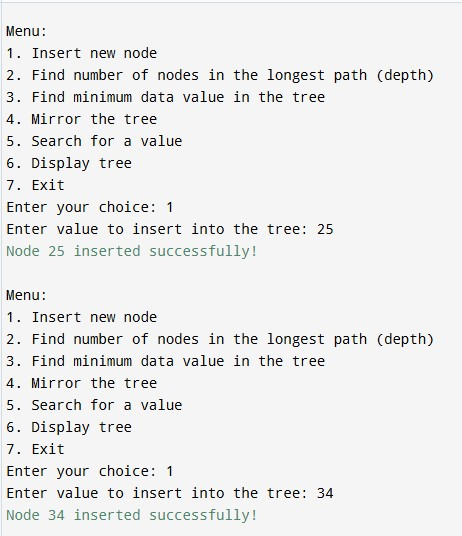 Menu:
1. Insert new node
2. Find number of nodes in the longest path (depth)
3. Find minimum data value in the tree
4. Mirror the tree
5. Search for a value
6. Display tree
7. Exit
Enter your choice: 1
Enter value to insert into the tree: 25
Node 25 inserted successfully!
Menu:
1. Insert new node
2. Find number of nodes in the longest path (depth)
3. Find minimum data value in the tree
4. Mirror the tree
5. Search for a value
6. Display tree
7. Exit
Enter your choice: 1
Enter value to insert into the tree: 34
Node 34 inserted successfully!